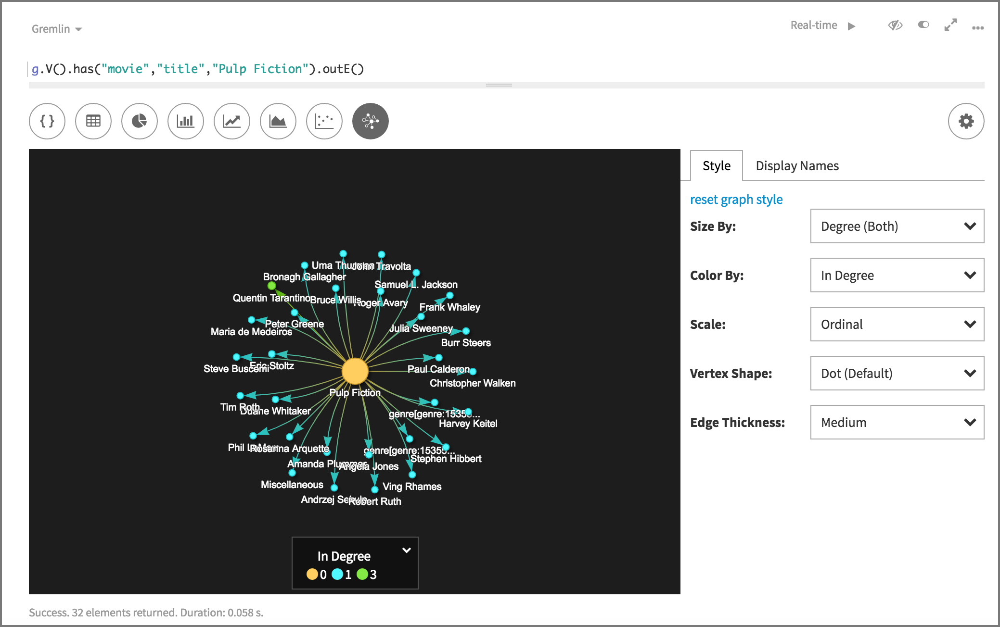 Gremlin
Real-time
g.V().has("movie","title","Pulp Fiction").outE()
Style
Display Names
reset graph style
Size By:
Degree (Both)
Color By:
In Degree
Scale:
Ordinal
Vertex Shape:
Dot (Default)
Edge Thickness:
Medium
Uma Thurman
John Travolta
Bronagh Gallagher
Samuel L. Jackson
Quentin Tarantino
Bruce Willis
Roger Avary
Frank Whaley
Peter Greene
Julia Sweeney
Maria de Medeiros
Burr Steers
Steve Buscemi
Eric Stoltz
Paul Calderon
Christopher Walken
Pulp Fiction
Tim Roth
Duane Whitaker
genre[genre:15355...
Harvey Keitel
Phil
Rosanna Arquette
genre[genre:15355...
Stephen Hibbert
Amanda Plummer
Angela Jones
Miscellaneous
Ving Rhames
Andrzej
Robert Ruth
In Degree
0 1 3
Success. 32 elements returned. Duration: 0.058 s.